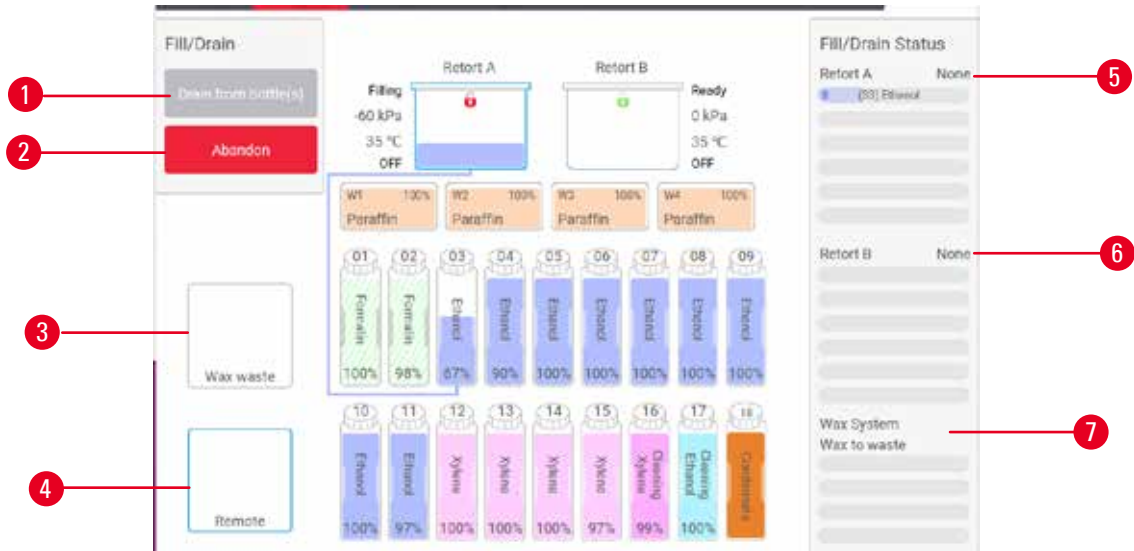 Fill/Drain
Drain from bottle(s)
Abandon
1
2
3
4
Wax waste
Remote
Retort A
Retort B
Filling
-60 kPa
35 °C
OFF
Ready
0 kPa
35 °C
OFF
W1 100%
Paraffin
W2 100%
Paraffin
W3 100%
Paraffin
W4 100%
Paraffin
01 02 03 04 05 06 07 08 09
Formalin Formalin Ethanol Ethanol Ethanol Ethanol Ethanol Ethanol Ethanol
100% 98% 67% 90% 100% 100% 100% 100% 100%
10 11 12 13 14 15 16 17 18
Ethanol Ethanol Xylene Xylene Xylene Xylene Cleaning Xylene Cleaning Ethanol Condensate
100% 97% 100% 100% 100% 97% 99% 100%
Fill/Drain Status
Retort A None
(S3) Ethanol
Retort B None
Wax System
Wax to waste
5
6
7